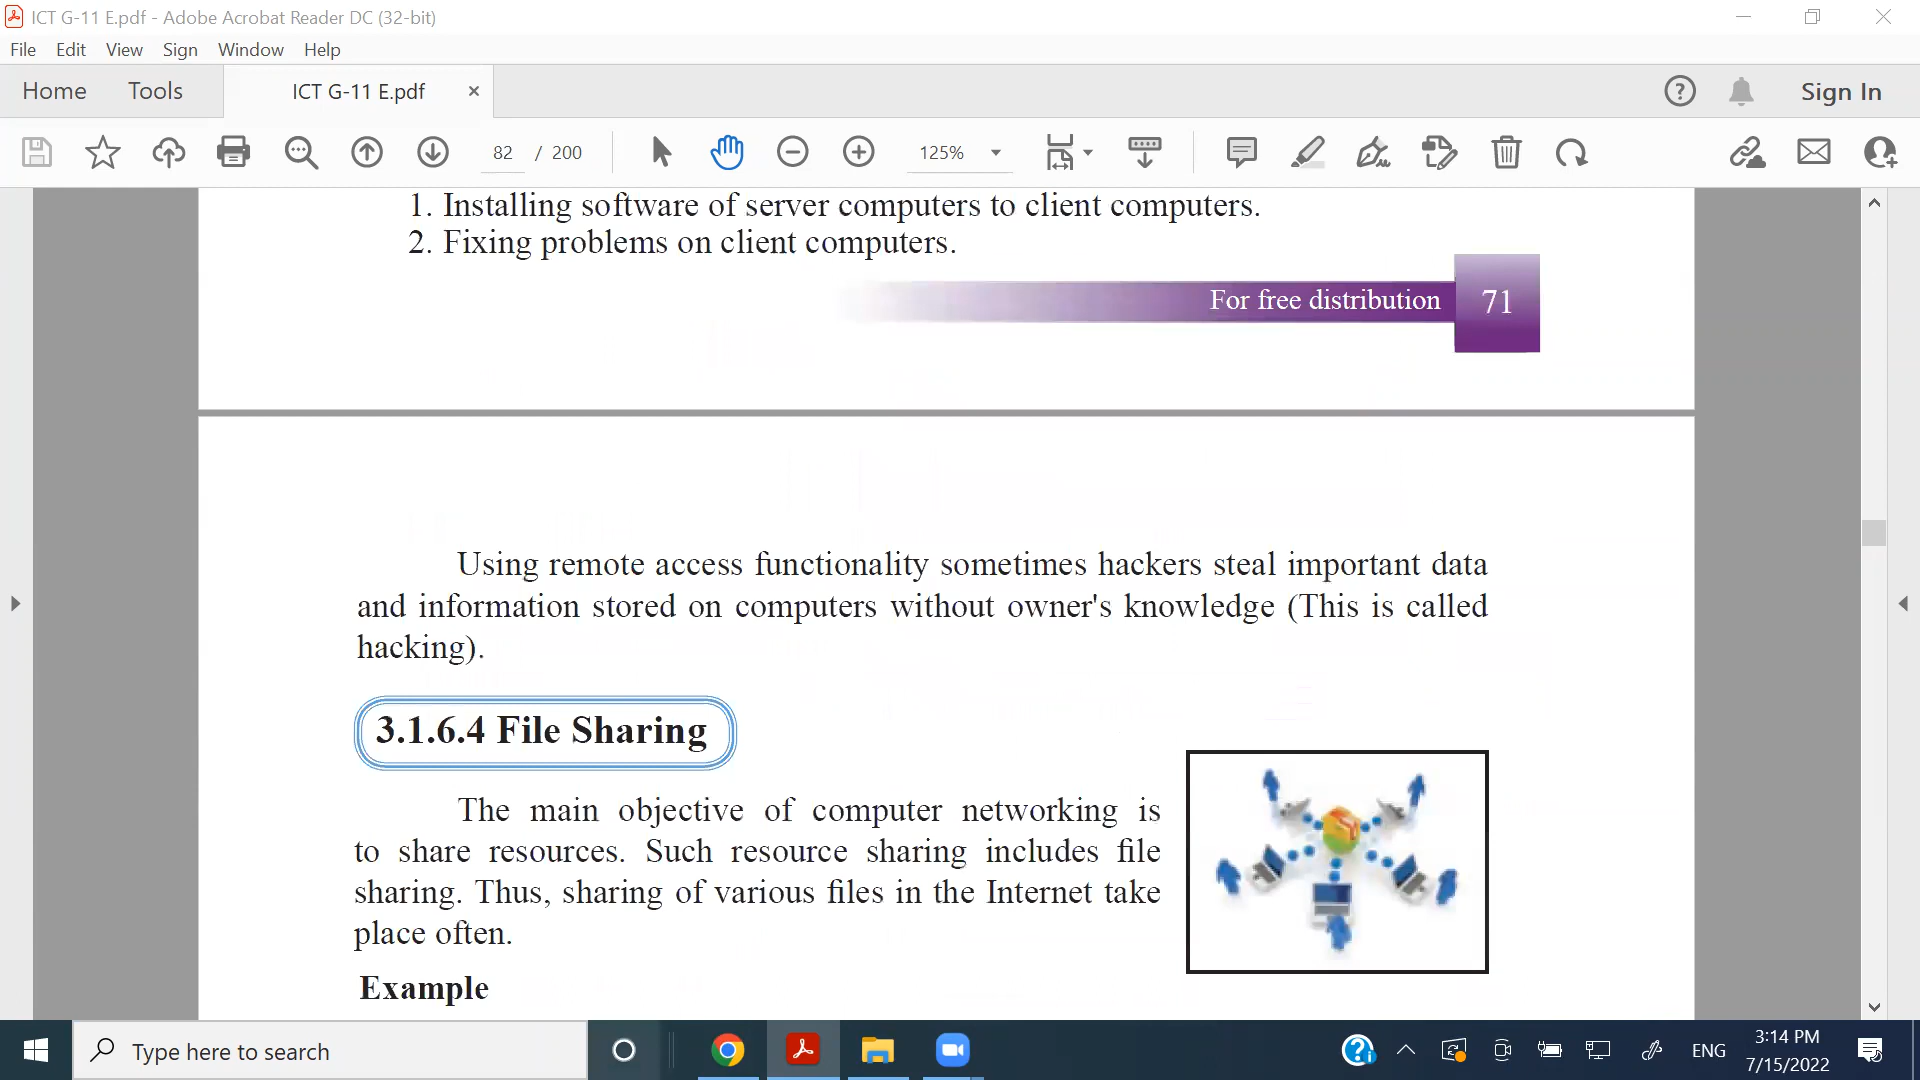 ICT G-11 E.pdf - Adobe Acrobat Reader DC (32-bit)
File Edit View Sign Window Help
Home Tools ICT G-11 E.pdf × Sign In
82 / 200 125%
1. Installing software of server computers to client computers.
2. Fixing problems on client computers.
For free distribution 71
Using remote access functionality sometimes hackers steal important data
and information stored on computers without owner's knowledge (This is called
hacking).
3.1.6.4 File Sharing
The main objective of computer networking is
to share resources. Such resource sharing includes file
sharing. Thus, sharing of various files in the Internet take
place often.
Example
Type here to search
ENG
3:14 PM
7/15/2022